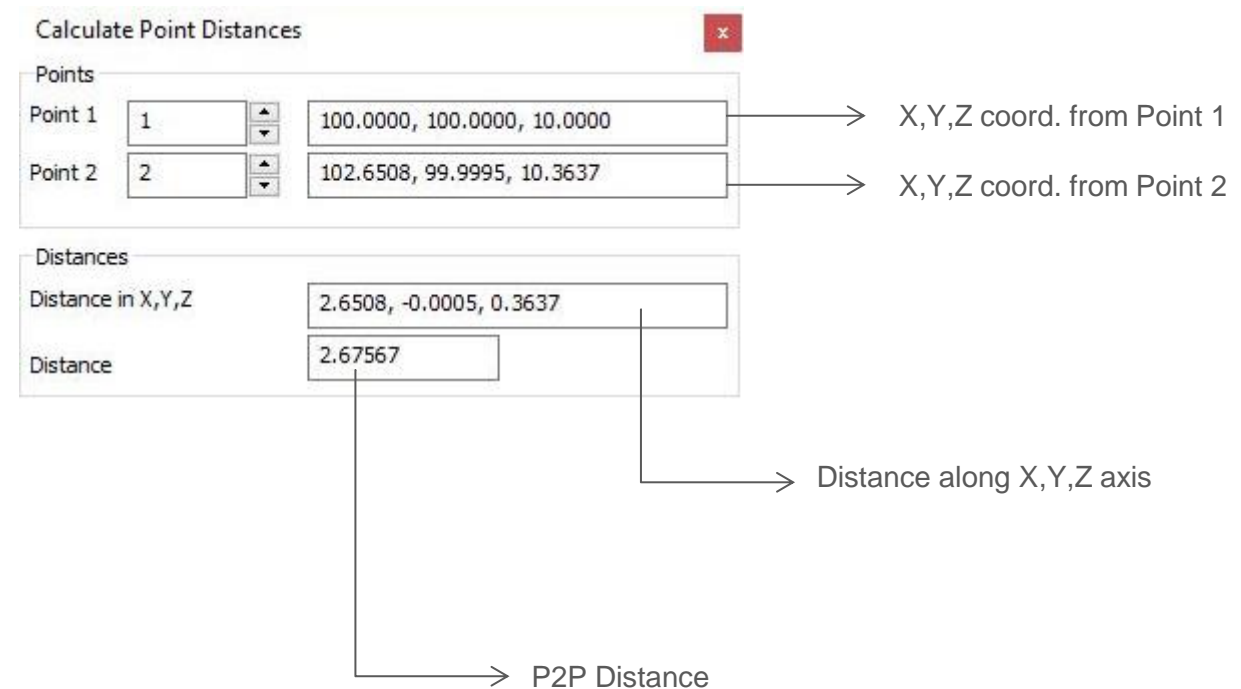 Calculate Point Distances
x
Points
Point 1 1 100.0000, 100.0000, 10.0000 X,Y,Z coord. from Point 1
Point 2 2 102.6508, 99.9995, 10.3637 X,Y,Z coord. from Point 2
Distances
Distance in X,Y,Z 2.6508, -0.0005, 0.3637
Distance 2.67567
Distance along X,Y,Z axis
P2P Distance